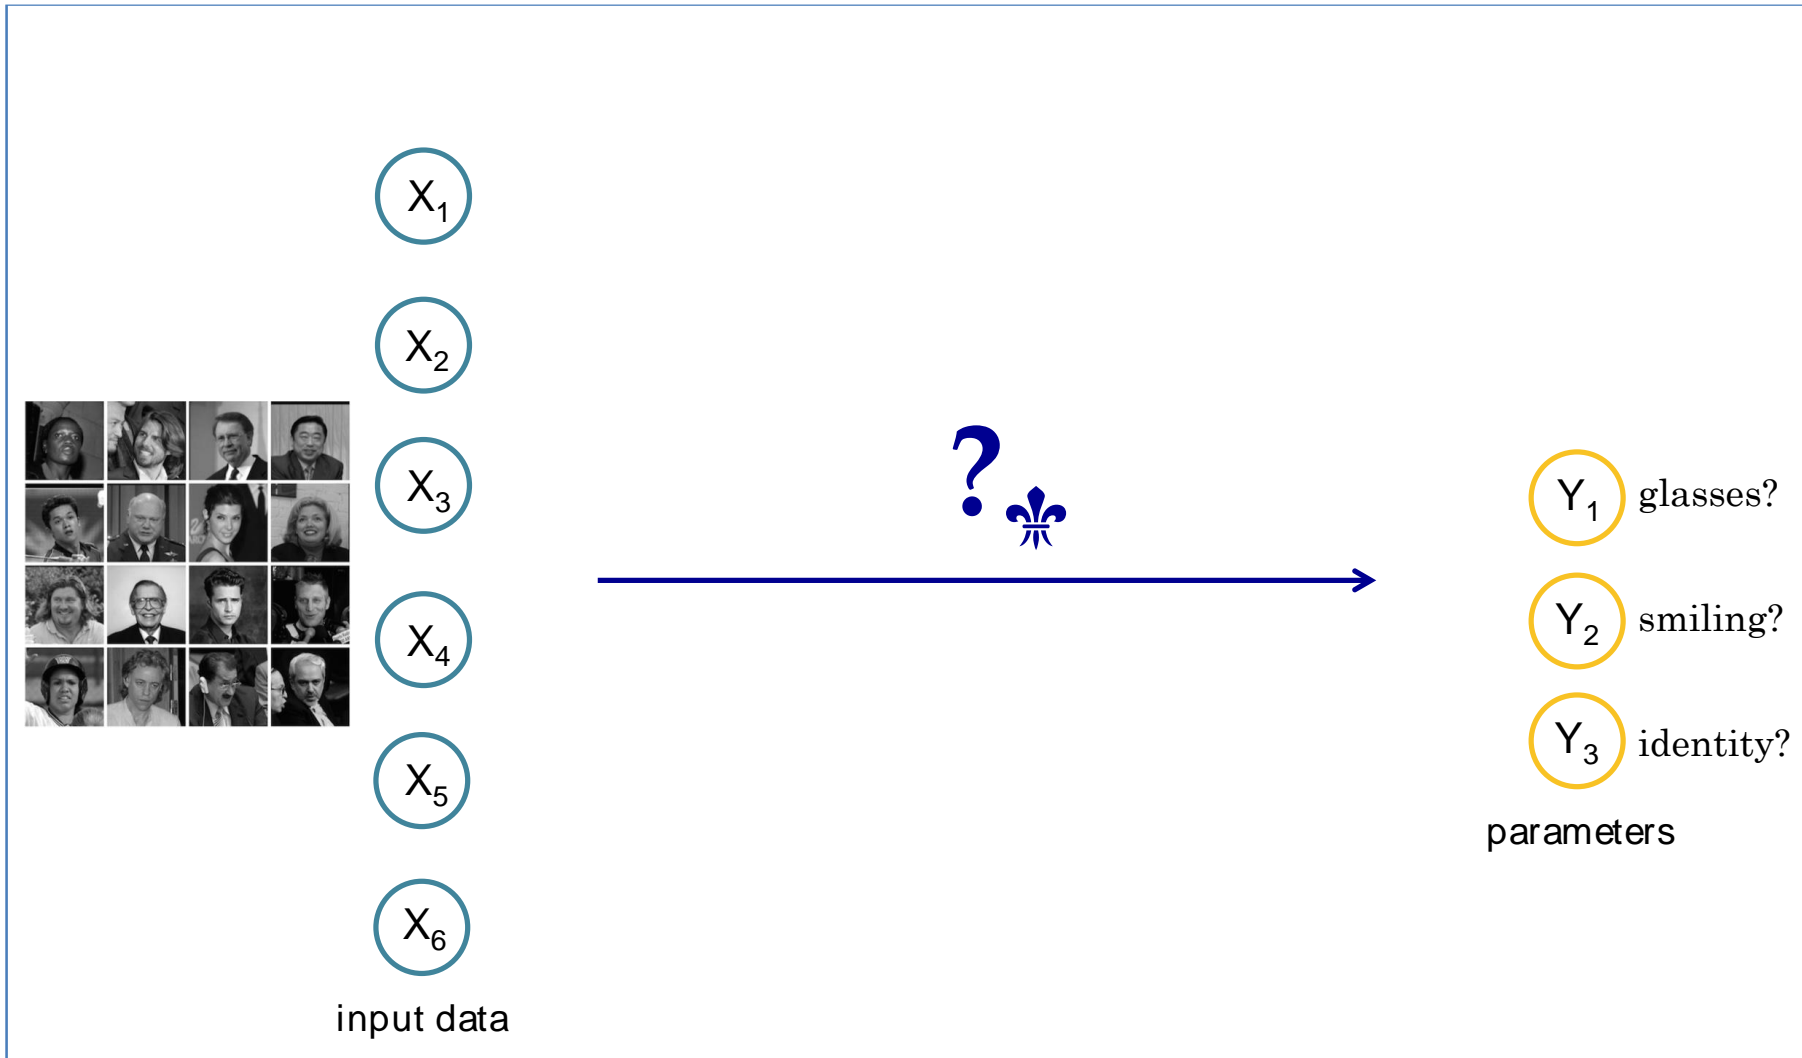 X1
X2
X3
X4
X5
X6
input data
?
Y1 glasses?
Y2 smiling?
Y3 identity?
parameters